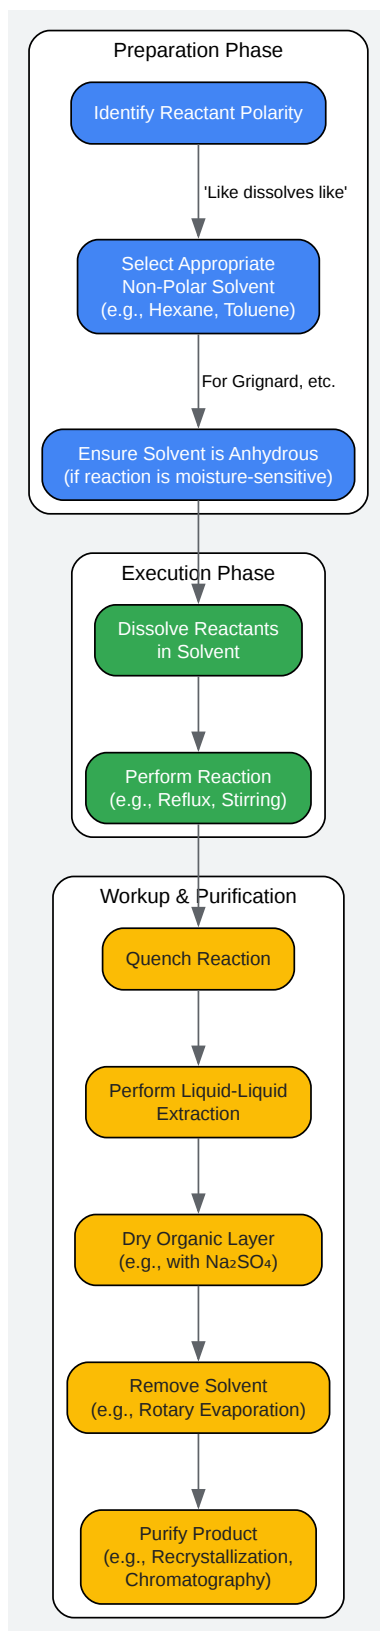 Preparation Phase
Identify Reactant Polarity
'Like dissolves like'
Select Appropriate
Non-Polar Solvent
(e.g., Hexane, Toluene)
For Grignard, etc.
Ensure Solvent is Anhydrous
(if reaction is moisture-sensitive)
Execution Phase
Dissolve Reactants
in Solvent
Perform Reaction
(e.g., Reflux, Stirring)
Workup & Purification
Quench Reaction
Perform Liquid-Liquid
Extraction
Dry Organic Layer
(e.g., with Na₂SO₄)
Remove Solvent
(e.g., Rotary Evaporation)
Purify Product
(e.g., Recrystallization,
Chromatography)